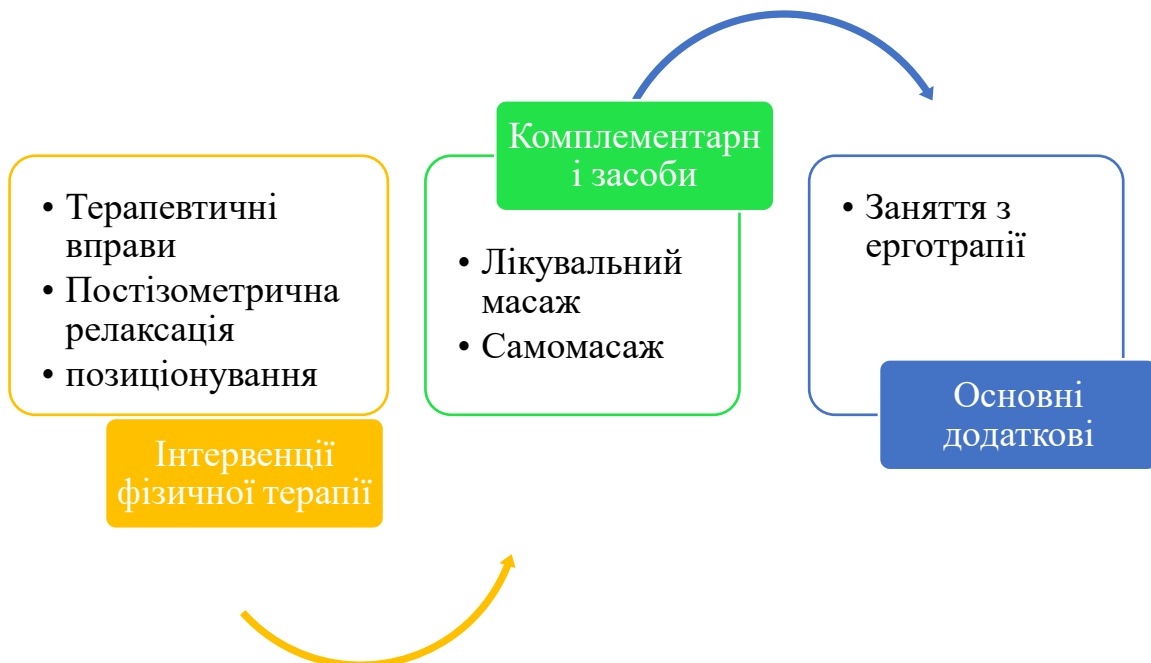 • Терапевтичні
вправи
• Постізометрична
релаксація
• позиціонування
Інтервенції
фізичної терапії
Комплементарн
і засоби
• Лікувальний
масаж
• Самомасаж
• Заняття з
ерготрапії
Основні
додаткові